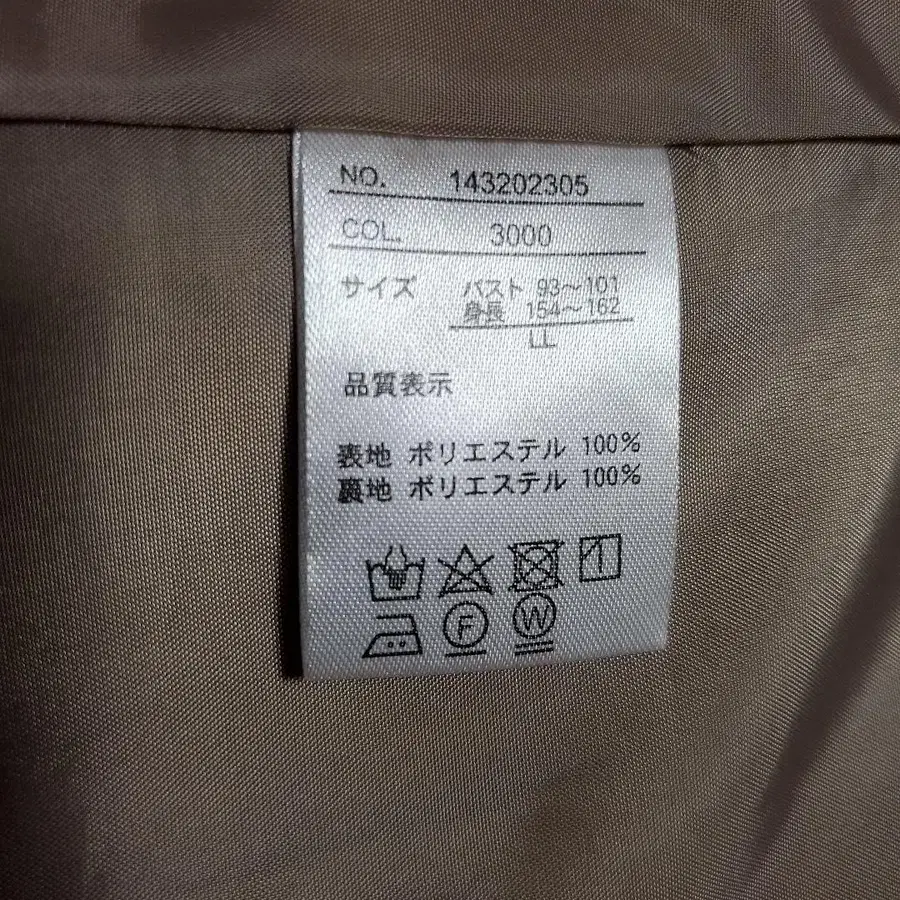 NO. 143202305
COL. 3000
サイズ バスト 93～101
身長 154～162
LL
品質表示
表地 ポリエステル 100%
裏地 ポリエステル 100%
F W